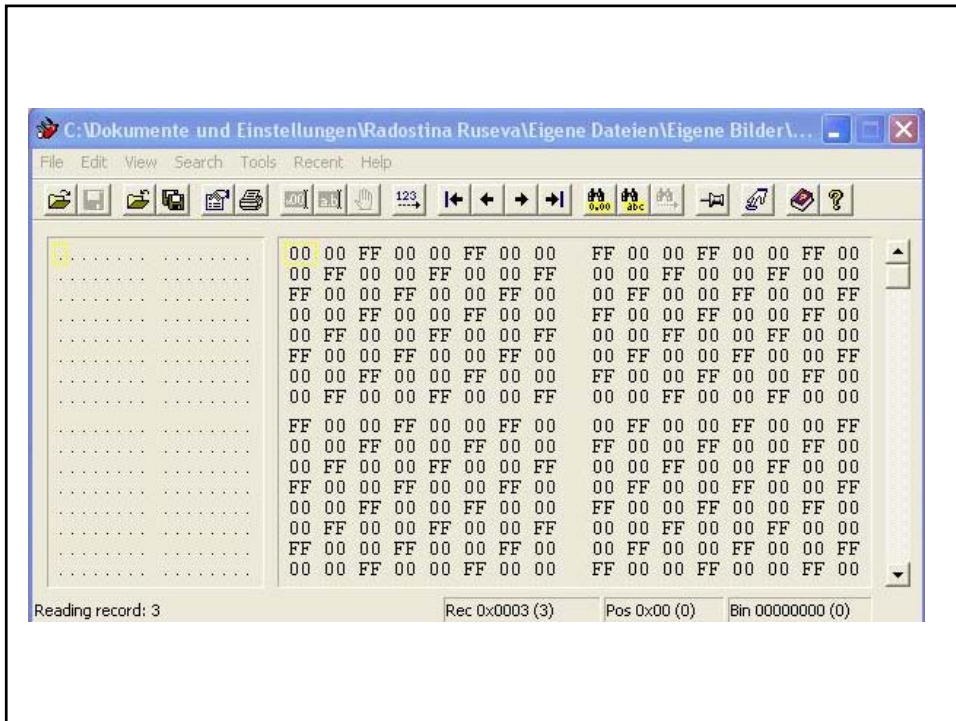 C:\Dokumente und Einstellungen\Radostina Ruseva\Eigene Dateien\Eigene Bilder\...
File Edit View Search Tools Recent Help
123
0.00 abc
. . . . . . . . . . . . . . . . 00 00 FF 00 00 FF 00 00 FF 00 00 FF 00 00 FF 00
. . . . . . . . . . . . . . . . 00 FF 00 00 FF 00 00 FF 00 00 FF 00 00 FF 00 00
. . . . . . . . . . . . . . . . FF 00 00 FF 00 00 FF 00 00 FF 00 00 FF 00 00 FF
. . . . . . . . . . . . . . . . 00 00 FF 00 00 FF 00 00 FF 00 00 FF 00 00 FF 00
. . . . . . . . . . . . . . . . 00 FF 00 00 FF 00 00 FF 00 00 FF 00 00 FF 00 00
. . . . . . . . . . . . . . . . FF 00 00 FF 00 00 FF 00 00 FF 00 00 FF 00 00 FF
. . . . . . . . . . . . . . . . 00 00 FF 00 00 FF 00 00 FF 00 00 FF 00 00 FF 00
. . . . . . . . . . . . . . . . 00 FF 00 00 FF 00 00 FF 00 00 FF 00 00 FF 00 00
. . . . . . . . . . . . . . . . FF 00 00 FF 00 00 FF 00 00 FF 00 00 FF 00 00 FF
. . . . . . . . . . . . . . . . 00 00 FF 00 00 FF 00 00 FF 00 00 FF 00 00 FF 00
. . . . . . . . . . . . . . . . 00 FF 00 00 FF 00 00 FF 00 00 FF 00 00 FF 00 00
. . . . . . . . . . . . . . . . FF 00 00 FF 00 00 FF 00 00 FF 00 00 FF 00 00 FF
. . . . . . . . . . . . . . . . 00 00 FF 00 00 FF 00 00 FF 00 00 FF 00 00 FF 00
. . . . . . . . . . . . . . . . 00 FF 00 00 FF 00 00 FF 00 00 FF 00 00 FF 00 00
. . . . . . . . . . . . . . . . FF 00 00 FF 00 00 FF 00 00 FF 00 00 FF 00 00 FF
. . . . . . . . . . . . . . . . 00 00 FF 00 00 FF 00 00 FF 00 00 FF 00 00 FF 00
Reading record: 3 Rec 0x0003 (3) Pos 0x00 (0) Bin 00000000 (0)